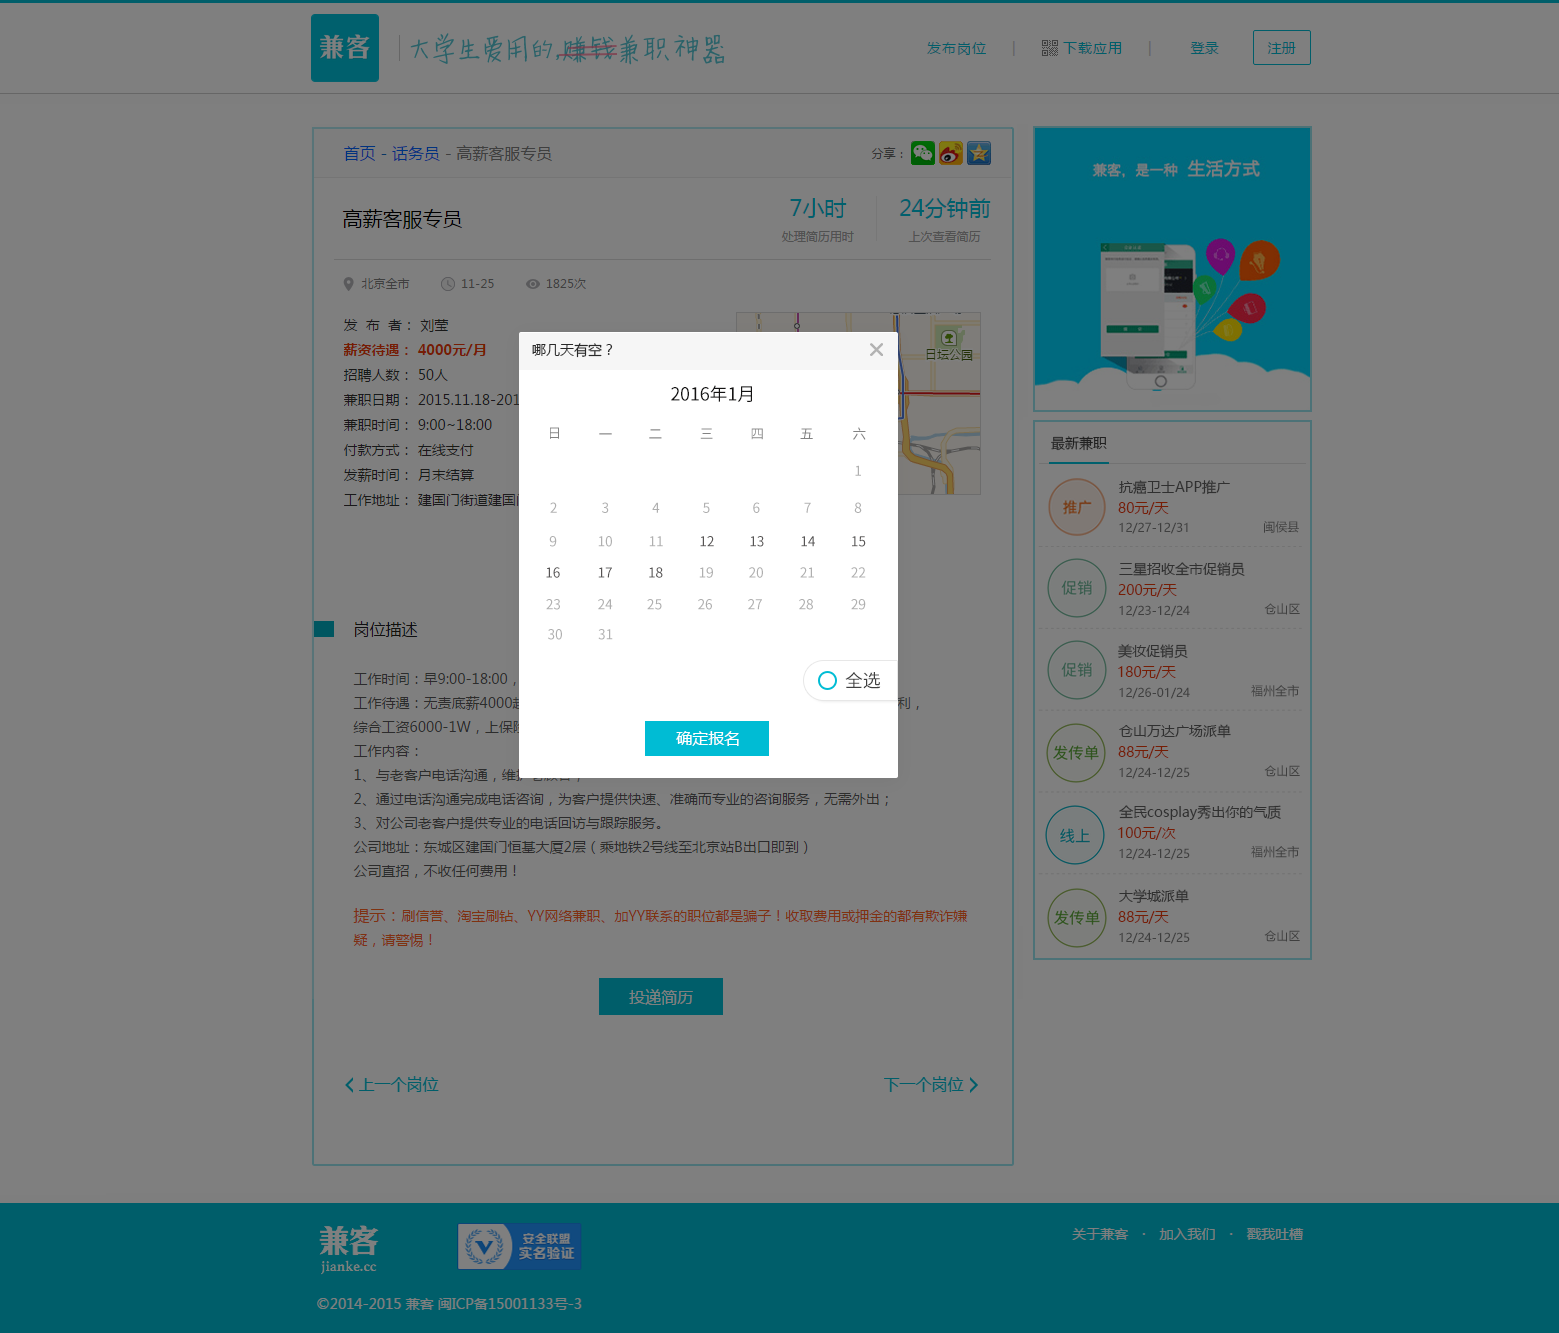 兼客
大学生爱用的,赚钱兼职神器
发布岗位 | 下载应用 | 登录 注册
首页 - 话务员 - 高薪客服专员
分享：
高薪客服专员
7小时
处理简历用时
24分钟前
上次查看简历
北京全市 11-25 1825次
发 布 者： 刘莹
薪资待遇： 4000元/月
招聘人数： 50人
兼职日期： 2015.11.18-201
兼职时间： 9:00~18:00
付款方式： 在线支付
发薪时间： 月末结算
工作地址： 建国门街道建国
日坛公园
哪几天有空？
2016年1月
日 一 二 三 四 五 六
1
2 3 4 5 6 7 8
9 10 11 12 13 14 15
16 17 18 19 20 21 22
23 24 25 26 27 28 29
30 31
全选
确定报名
岗位描述
工作时间：早9:00-18:00，
工作待遇：无责底薪4000起 利，
综合工资6000-1W，上保险
工作内容：
1、与老客户电话沟通，维护
2、通过电话沟通完成电话咨询，为客户提供快速、准确而专业的咨询服务，无需外出；
3、对公司老客户提供专业的电话回访与跟踪服务。
公司地址：东城区建国门恒基大厦2层（乘地铁2号线至北京站B出口即到）
公司直招，不收任何费用！
提示：刷信誉、淘宝刷钻、YY网络兼职、加YY联系的职位都是骗子！收取费用或押金的都有欺诈嫌
疑，请警惕！
投递简历
上一个岗位
下一个岗位
兼客，是一种 生活方式
最新兼职
推广
抗癌卫士APP推广
80元/天
12/27-12/31 闽侯县
促销
三星招收全市促销员
200元/天
12/23-12/24 仓山区
促销
美妆促销员
180元/天
12/26-01/24 福州全市
发传单
仓山万达广场派单
88元/天
12/24-12/25 仓山区
线上
全民cosplay秀出你的气质
100元/次
12/24-12/25 福州全市
发传单
大学城派单
88元/天
12/24-12/25 仓山区
兼客
jianke.cc
安全联盟
实名验证
关于兼客 · 加入我们 · 戳我吐槽
©2014-2015 兼客 闽ICP备15001133号-3